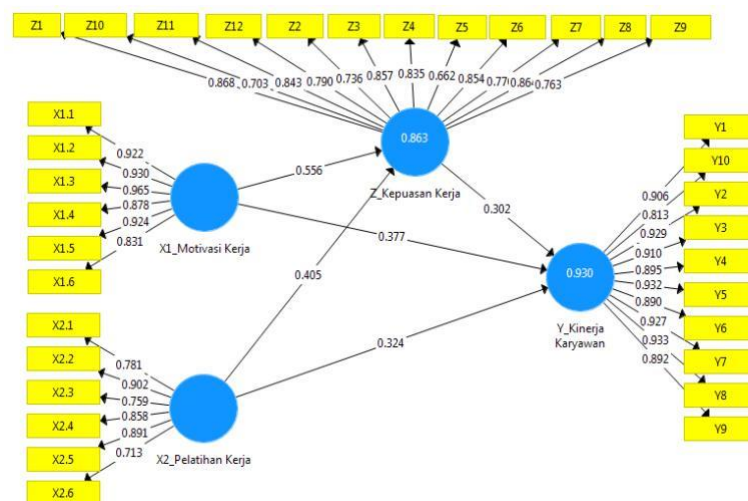 Z1 Z10 Z11 Z12 Z2 Z3 Z4 Z5 Z6 Z7 Z8 Z9
0.868 0.703 0.843 0.790 0.736 0.857 0.835 0.662 0.854 0.763
0.863
Z_Kepuasan Kerja
X1.1
X1.2
X1.3
X1.4
X1.5
X1.6
0.922
0.930
0.965
0.878
0.924
0.831
X1_Motivasi Kerja
0.556
0.377
0.302
0.405
0.324
X2.1
X2.2
X2.3
X2.4
X2.5
X2.6
0.781
0.902
0.759
0.858
0.891
0.713
X2_Pelatihan Kerja
0.930
Y_Kinerja
Karyawan
0.906
0.813
0.929
0.910
0.895
0.932
0.890
0.927
0.933
0.892
Y1
Y10
Y2
Y3
Y4
Y5
Y6
Y7
Y8
Y9